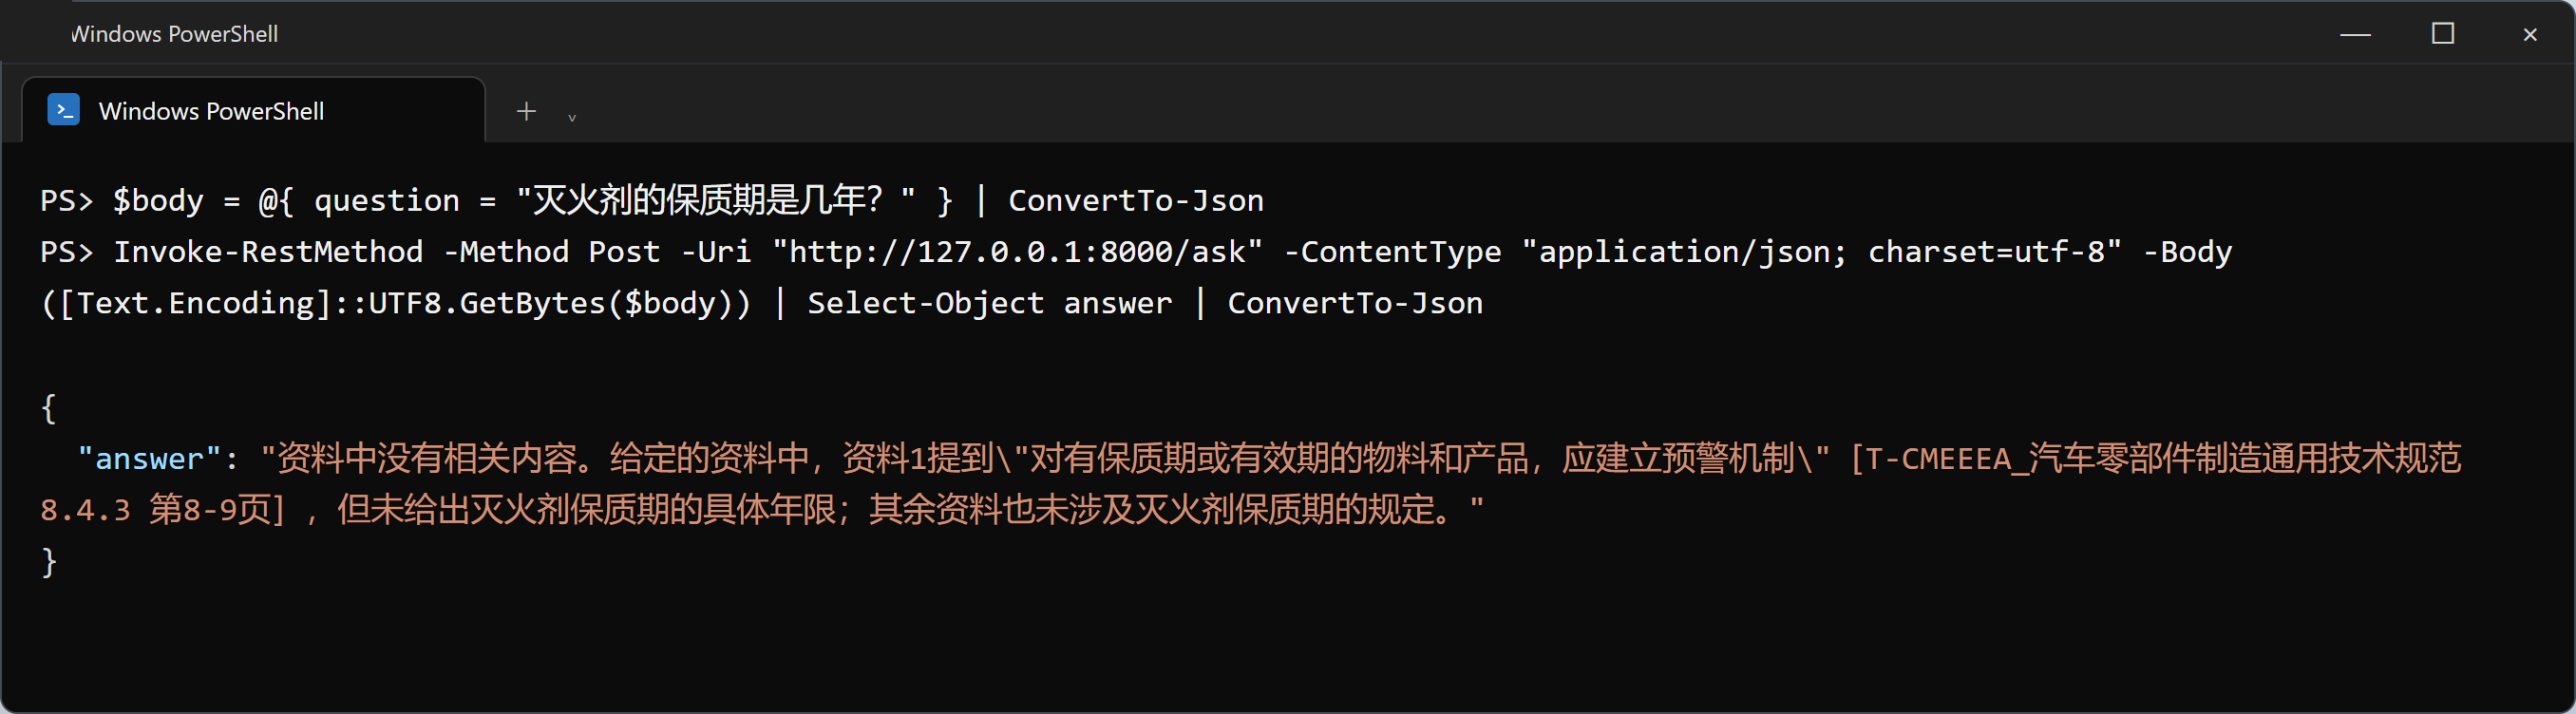 Windows PowerShell
Windows PowerShell
PS> $body = @{ question = "灭火剂的保质期是几年？" } | ConvertTo-Json
PS> Invoke-RestMethod -Method Post -Uri "http://127.0.0.1:8000/ask" -ContentType "application/json; charset=utf-8" -Body
([Text.Encoding]::UTF8.GetBytes($body)) | Select-Object answer | ConvertTo-Json
{
"answer": "资料中没有相关内容。给定的资料中，资料1提到\"对有保质期或有效期的物料和产品，应建立预警机制\" [T-CMEEEA_汽车零部件制造通用技术规范
8.4.3 第8-9页] ，但未给出灭火剂保质期的具体年限；其余资料也未涉及灭火剂保质期的规定。"
}